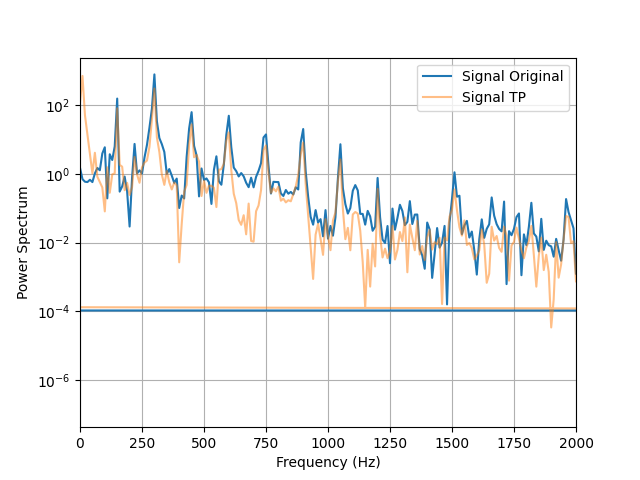 Signal Original
Signal TP
Power Spectrum
10²
10⁰
10⁻²
10⁻⁴
10⁻⁶
0 250 500 750 1000 1250 1500 1750 2000
Frequency (Hz)